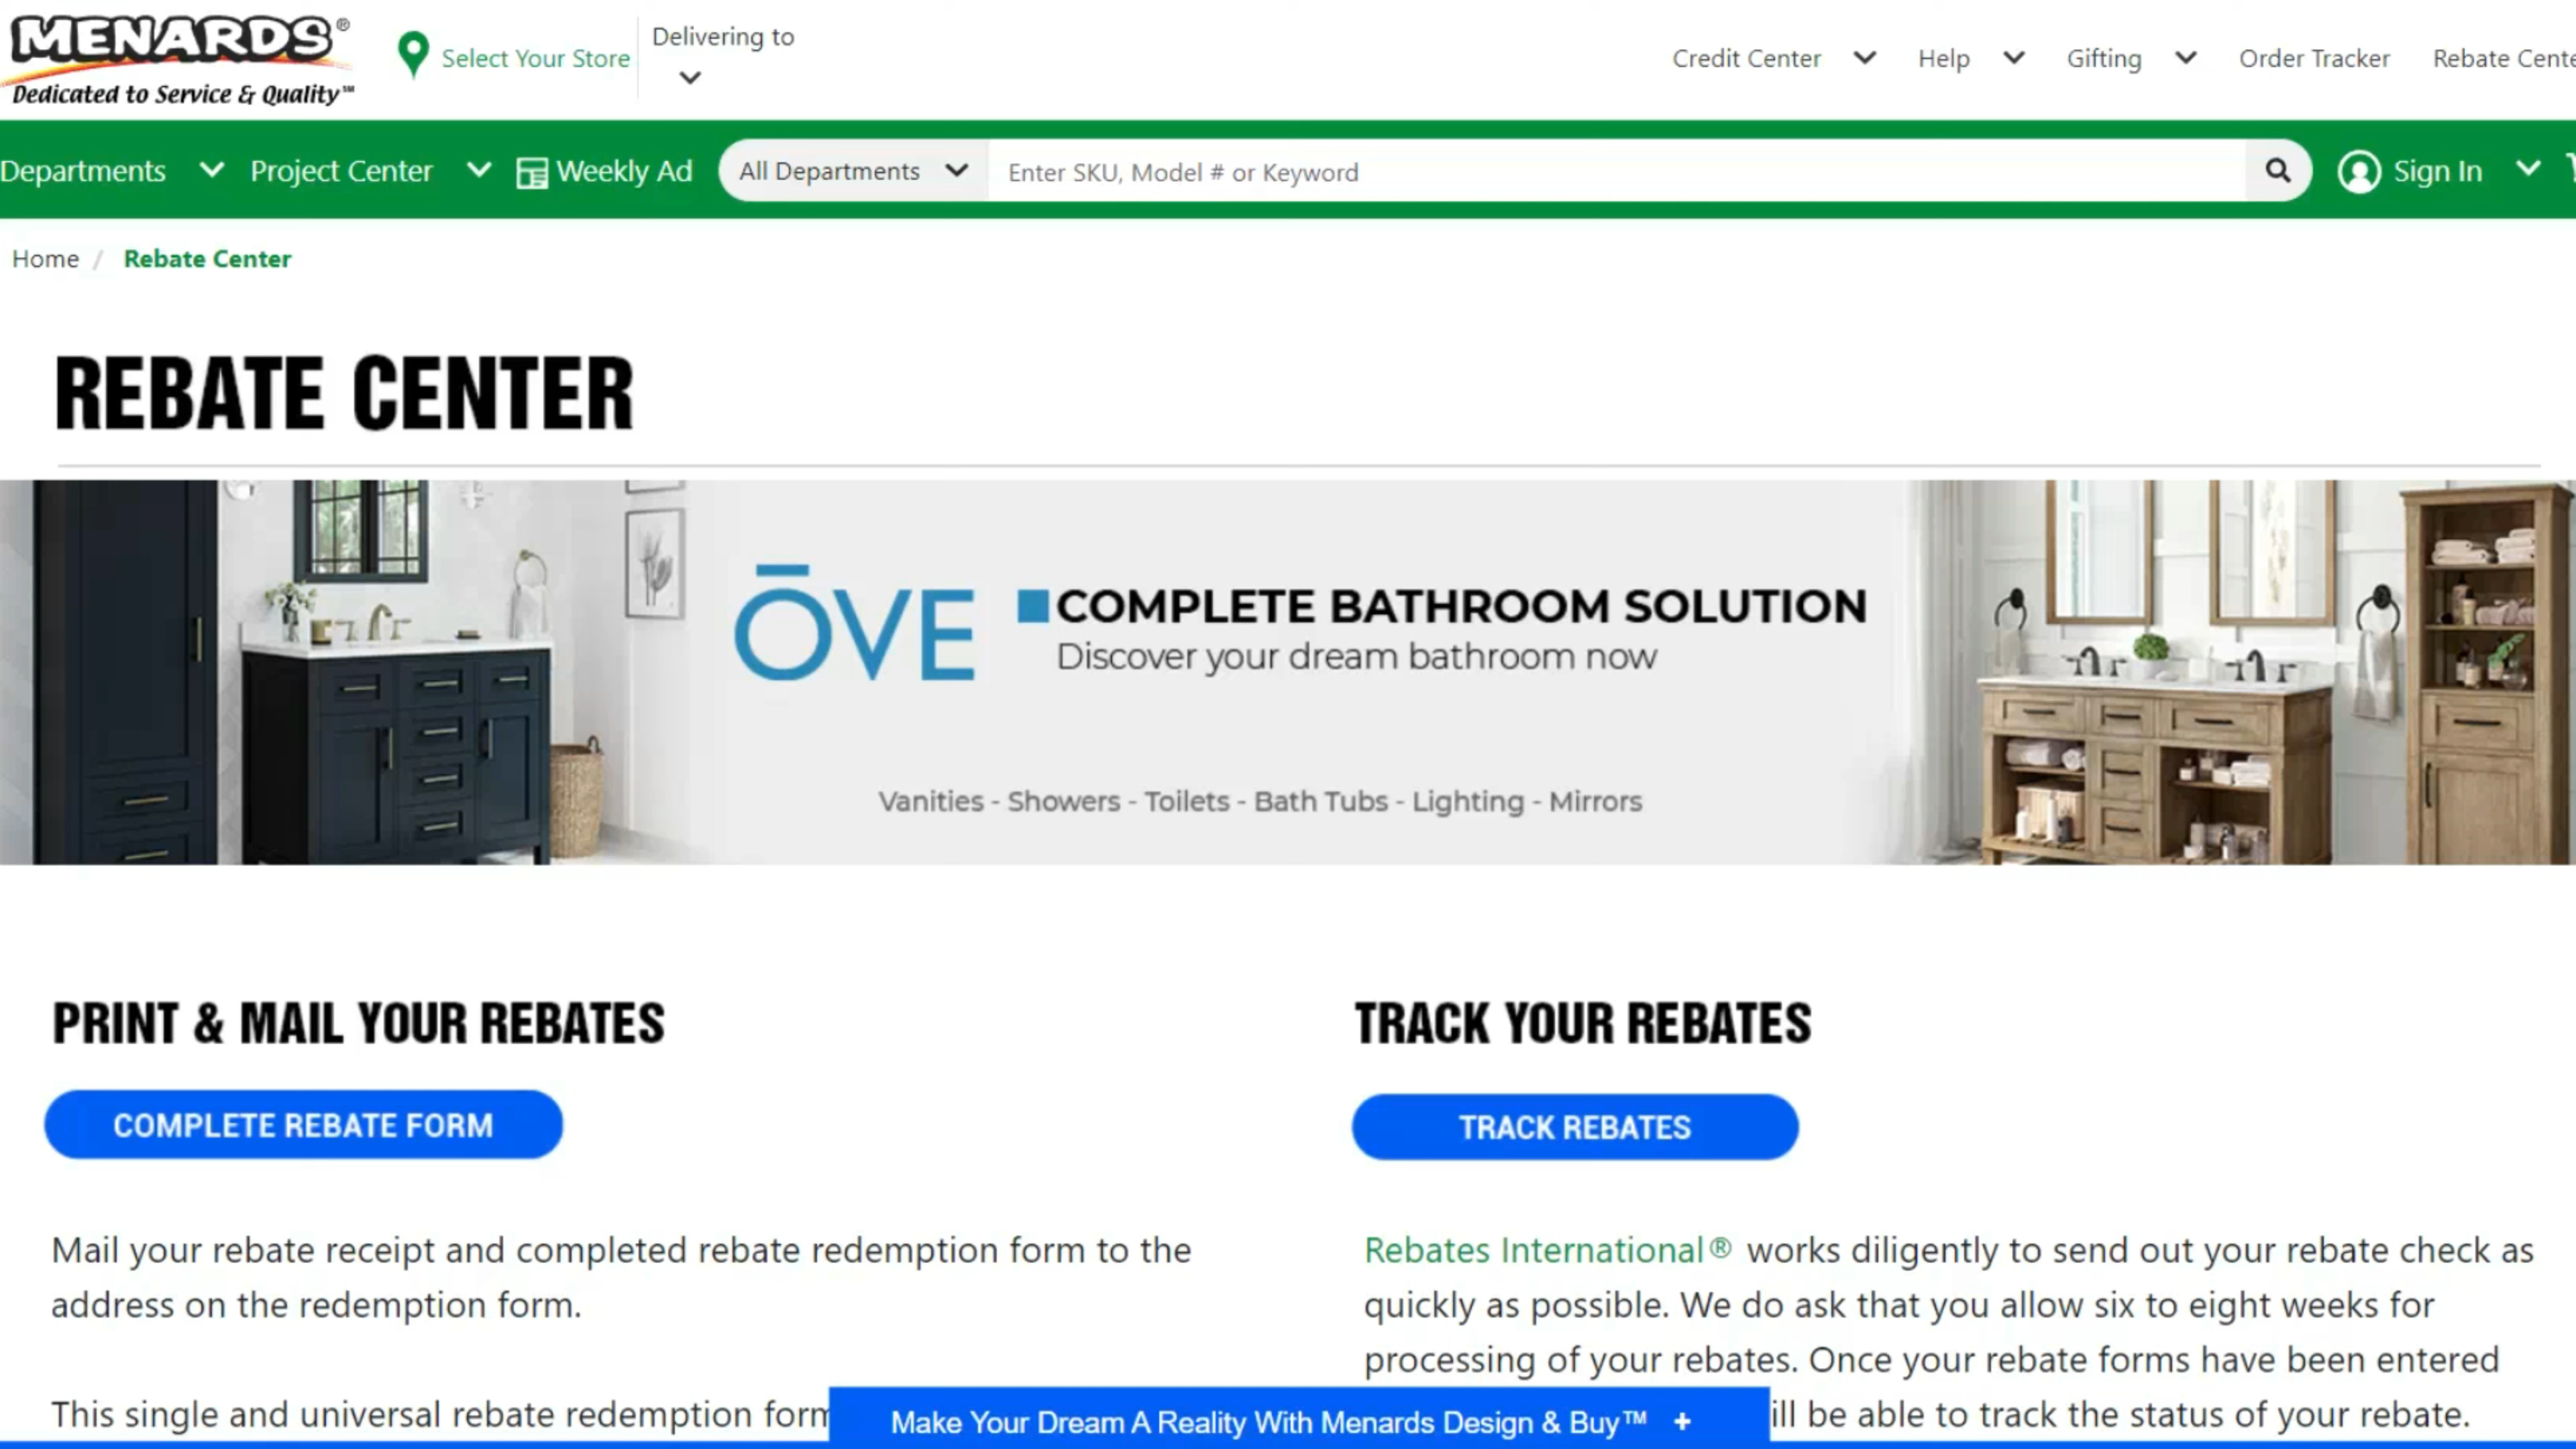 MENARDS®
Dedicated to Service & Quality℠
Select Your Store
Delivering to
Credit Center
Help
Gifting
Order Tracker
Rebate Cente
Departments
Project Center
Weekly Ad
All Departments
Enter SKU, Model # or Keyword
Sign In
Home / Rebate Center
REBATE CENTER
ŌVE
COMPLETE BATHROOM SOLUTION
Discover your dream bathroom now
Vanities - Showers - Toilets - Bath Tubs - Lighting - Mirrors
PRINT & MAIL YOUR REBATES
COMPLETE REBATE FORM
Mail your rebate receipt and completed rebate redemption form to the
address on the redemption form.
This single and universal rebate redemption form
TRACK YOUR REBATES
TRACK REBATES
Rebates International® works diligently to send out your rebate check as
quickly as possible. We do ask that you allow six to eight weeks for
processing of your rebates. Once your rebate forms have been entered
ill be able to track the status of your rebate.
Make Your Dream A Reality With Menards Design & Buy™ +